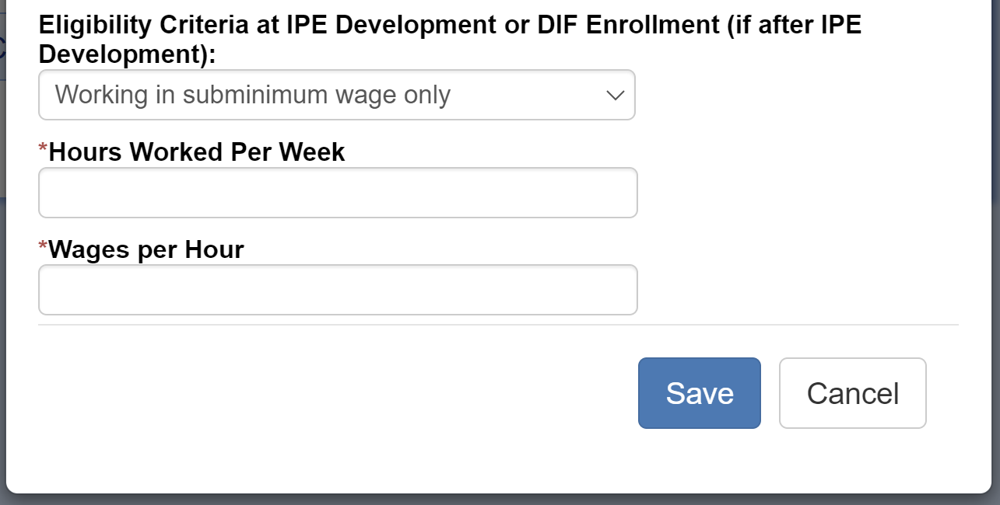 Eligibility Criteria at IPE Development or DIF Enrollment (if after IPE
Development):
Working in subminimum wage only
*Hours Worked Per Week
*Wages per Hour
Save Cancel